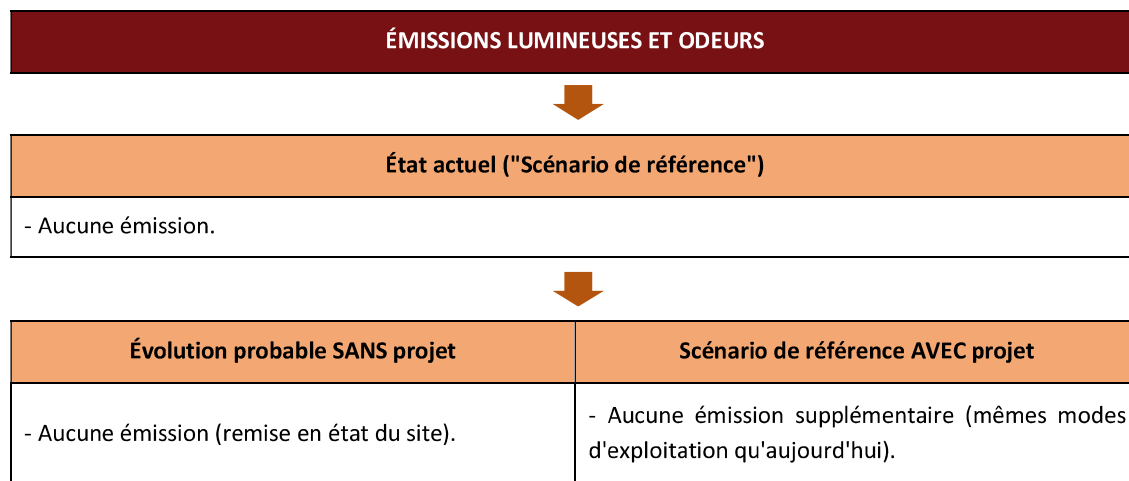 ÉMISSIONS LUMINEUSES ET ODEURS
État actuel ("Scénario de référence")
- Aucune émission.
Évolution probable SANS projet
Scénario de référence AVEC projet
- Aucune émission (remise en état du site).
- Aucune émission supplémentaire (mêmes modes
d'exploitation qu'aujourd'hui).